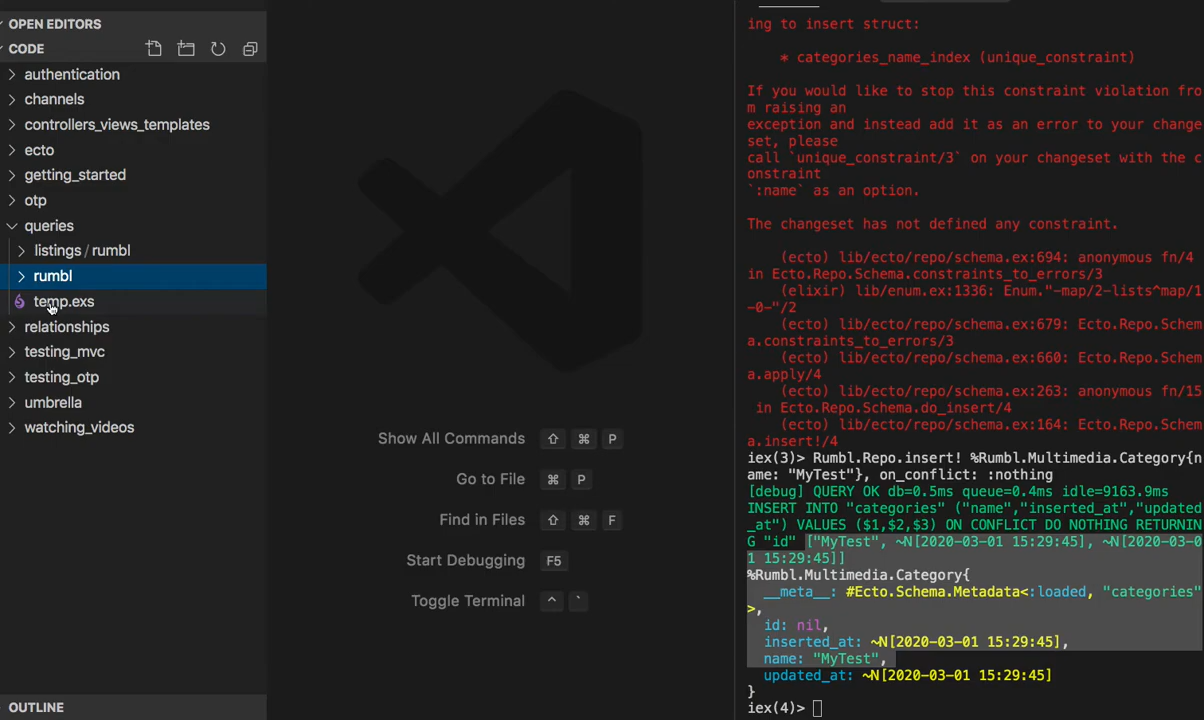 OPEN EDITORS
CODE
authentication
channels
controllers_views_templates
ecto
getting_started
otp
queries
listings / rumbl
rumbl
temp.exs
relationships
testing_mvc
testing_otp
umbrella
watching_videos
OUTLINE
Show All Commands ⇧ ⌘ P
Go to File ⌘ P
Find in Files ⇧ ⌘ F
Start Debugging F5
Toggle Terminal ^ `
ing to insert struct:
* categories_name_index (unique_constraint)
If you would like to stop this constraint violation fro
m raising an
exception and instead add it as an error to your change
set, please
call `unique_constraint/3` on your changeset with the c
onstraint
`:name` as an option.
The changeset has not defined any constraint.
(ecto) lib/ecto/repo/schema.ex:694: anonymous fn/4
in Ecto.Repo.Schema.constraints_to_errors/3
(elixir) lib/enum.ex:1336: Enum."-map/2-lists^map/1
-0-"/2
(ecto) lib/ecto/repo/schema.ex:679: Ecto.Repo.Schem
a.constraints_to_errors/3
(ecto) lib/ecto/repo/schema.ex:660: Ecto.Repo.Schem
a.apply/4
(ecto) lib/ecto/repo/schema.ex:263: anonymous fn/15
in Ecto.Repo.Schema.do_insert/4
(ecto) lib/ecto/repo/schema.ex:164: Ecto.Repo.Schem
a.insert!/4
iex(3)> Rumbl.Repo.insert! %Rumbl.Multimedia.Category{n
ame: "MyTest"}, on_conflict: :nothing
[debug] QUERY OK db=0.5ms queue=0.4ms idle=9163.9ms
INSERT INTO "categories" ("name","inserted_at","updated
_at") VALUES ($1,$2,$3) ON CONFLICT DO NOTHING RETURNIN
G "id" ["MyTest", ~N[2020-03-01 15:29:45], ~N[2020-03-0
1 15:29:45]]
%Rumbl.Multimedia.Category{
__meta__: #Ecto.Schema.Metadata<:loaded, "categories"
>,
id: nil,
inserted_at: ~N[2020-03-01 15:29:45],
name: "MyTest",
updated_at: ~N[2020-03-01 15:29:45]
}
iex(4)>